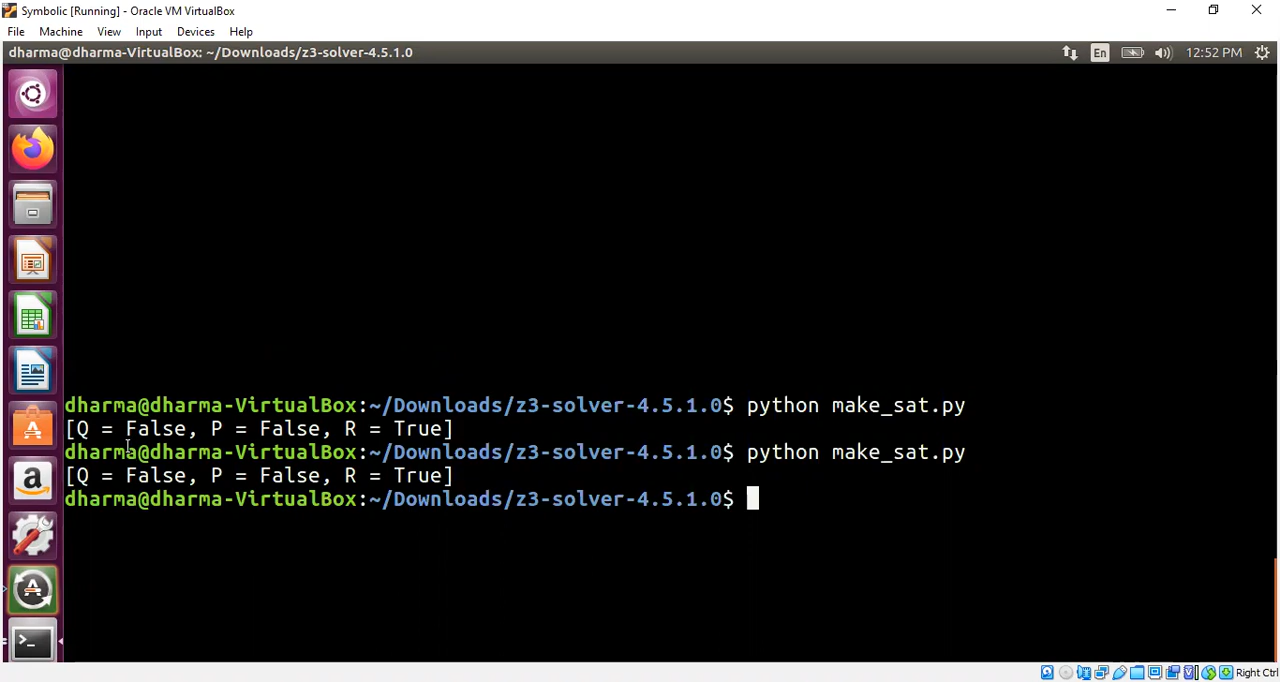 Symbolic [Running] - Oracle VM VirtualBox
File Machine View Input Devices Help
dharma@dharma-VirtualBox: ~/Downloads/z3-solver-4.5.1.0 En 12:52 PM
dharma@dharma-VirtualBox:~/Downloads/z3-solver-4.5.1.0$ python make_sat.py
[Q = False, P = False, R = True]
dharma@dharma-VirtualBox:~/Downloads/z3-solver-4.5.1.0$ python make_sat.py
[Q = False, P = False, R = True]
dharma@dharma-VirtualBox:~/Downloads/z3-solver-4.5.1.0$
Right Ctrl